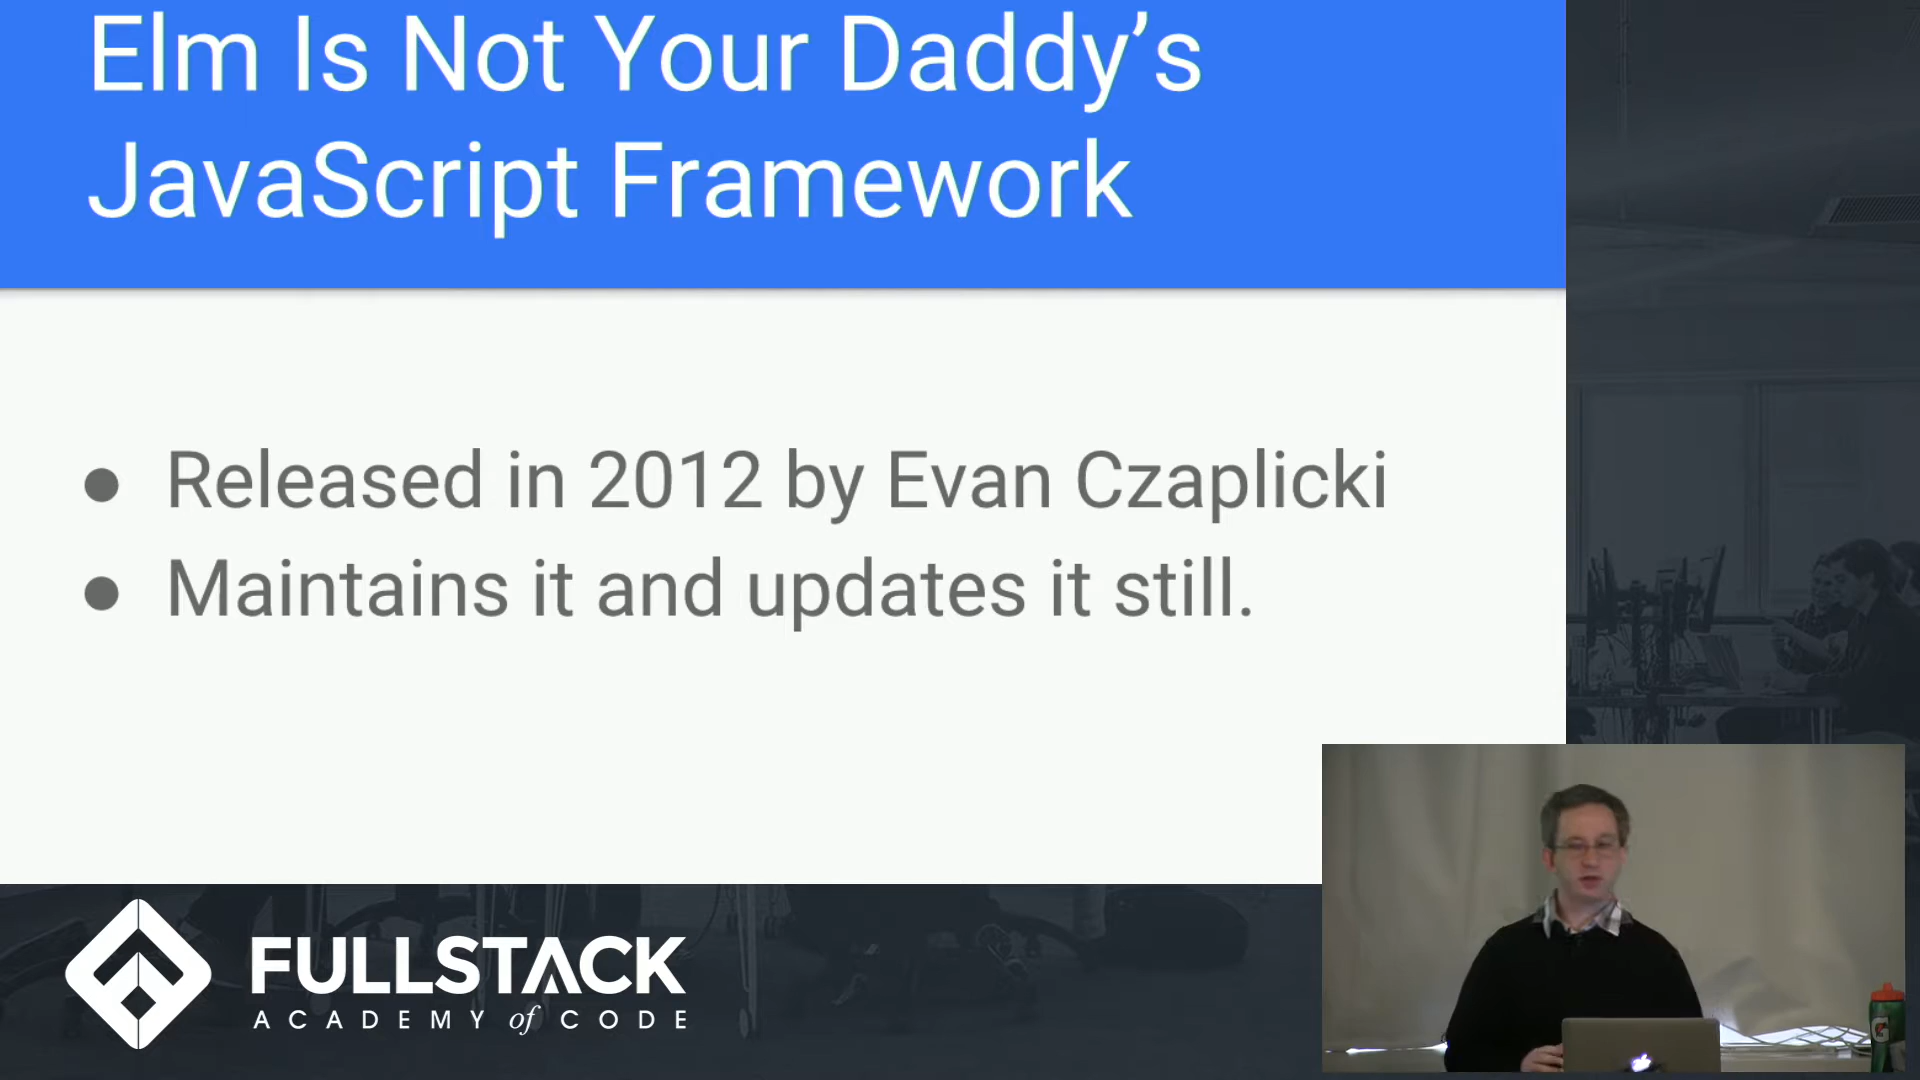 Elm Is Not Your Daddy’s
JavaScript Framework
● Released in 2012 by Evan Czaplicki
● Maintains it and updates it still.
FULLSTACK
ACADEMY of CODE
G